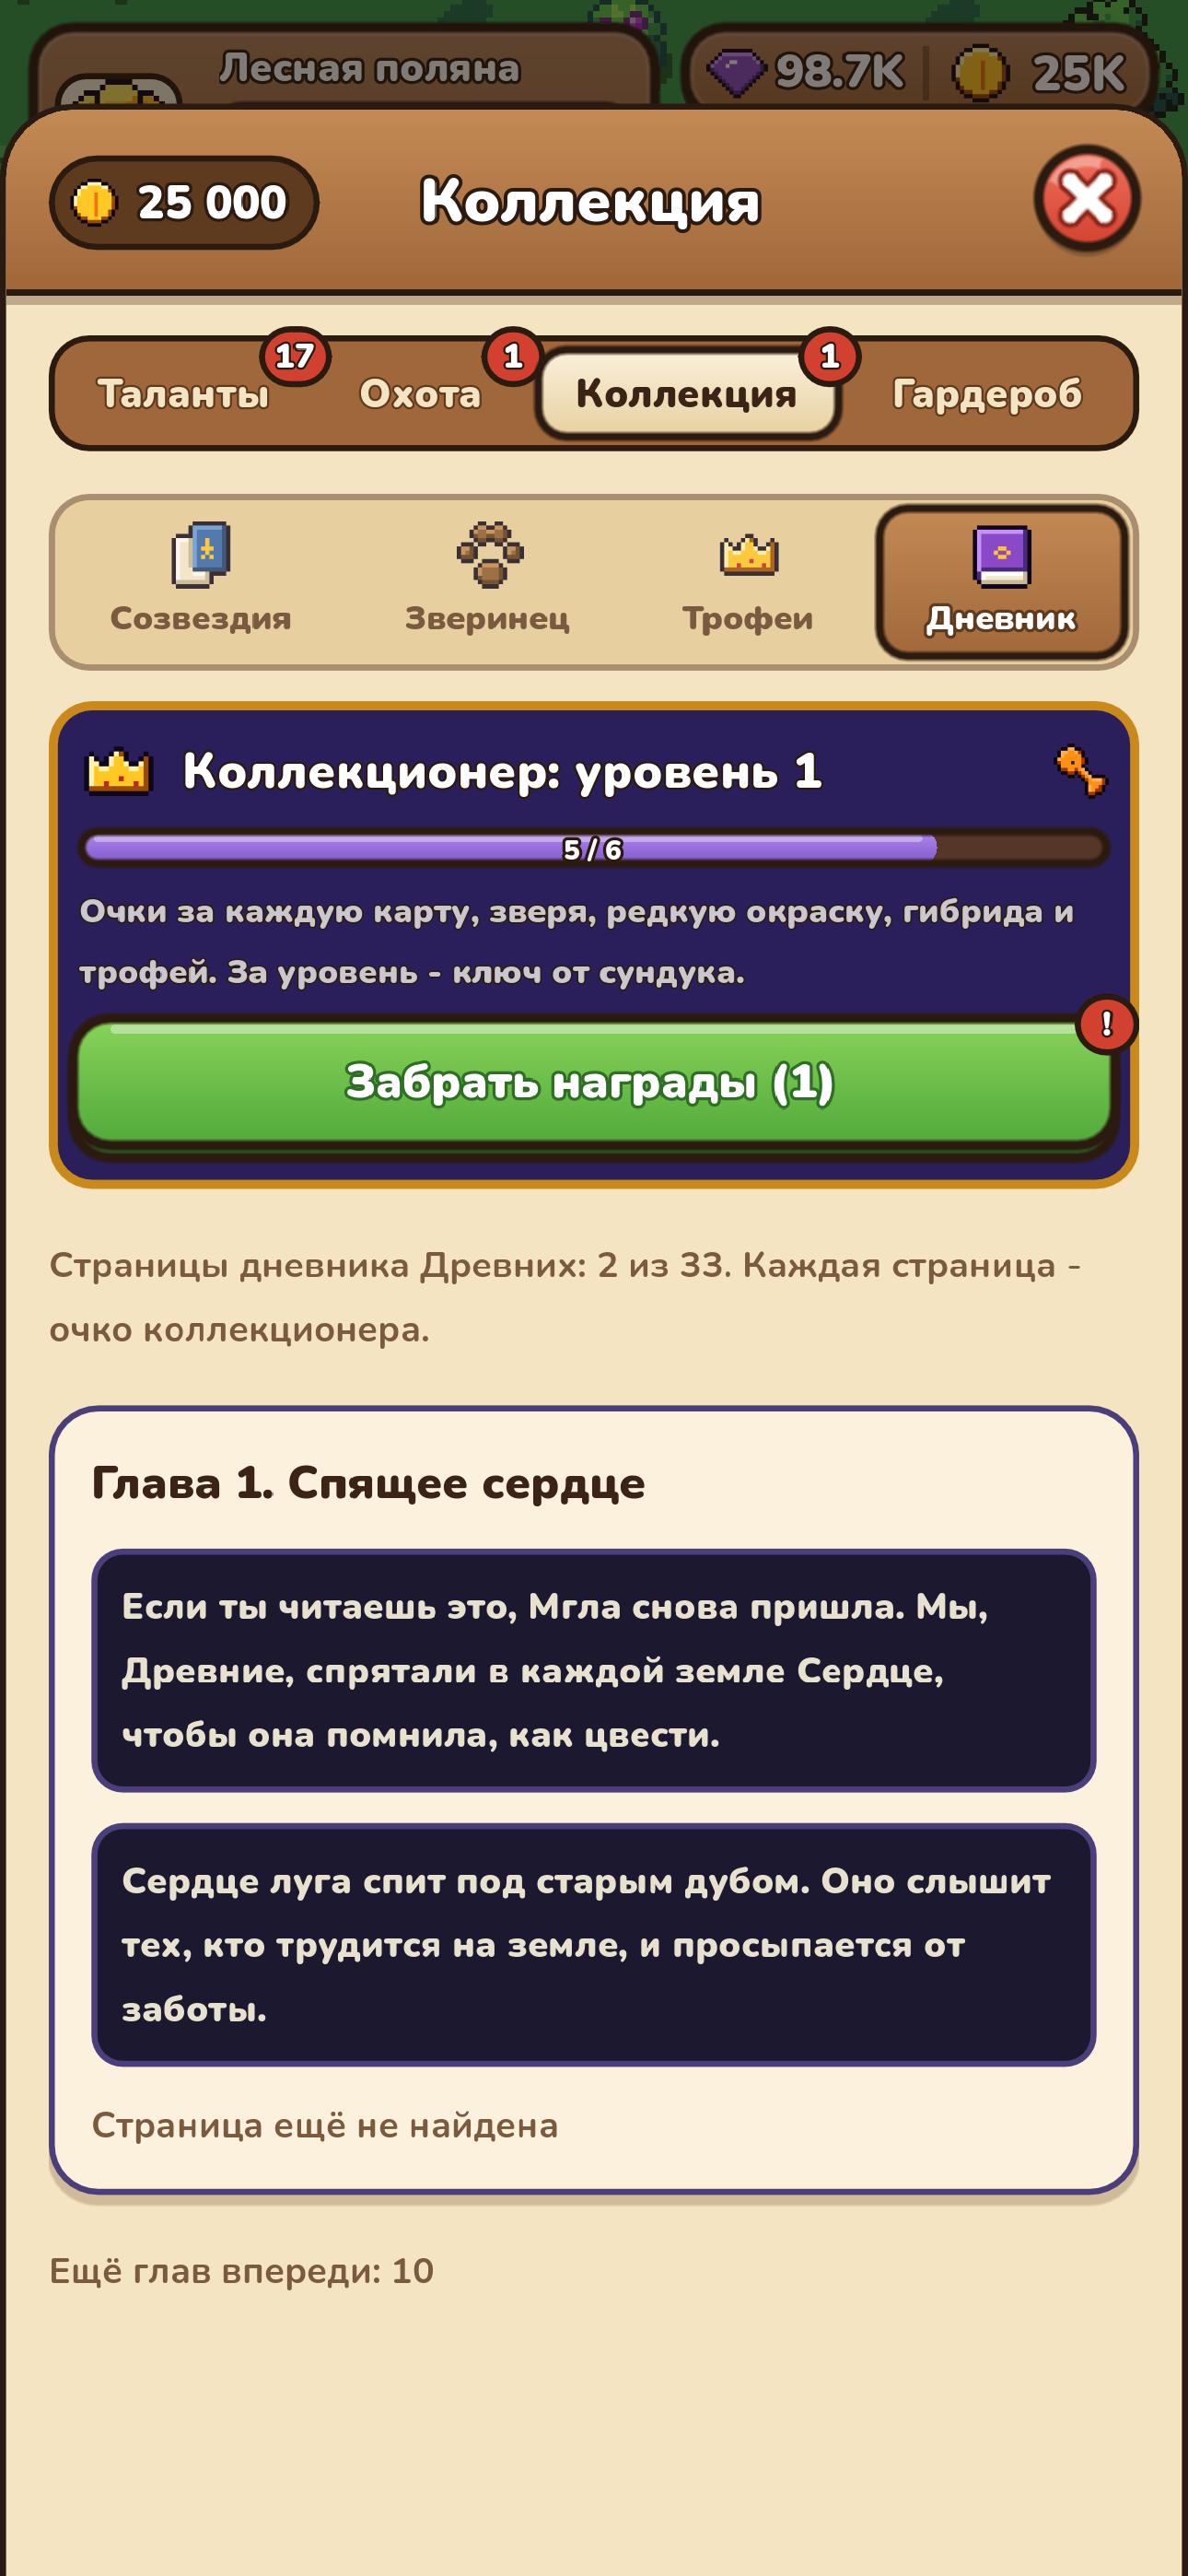 Лесная поляна
98.7K
25K
25 000
Коллекция
17
1
1
Таланты
Охота
Коллекция
Гардероб
Созвездия
Зверинец
Трофеи
Дневник
Коллекционер: уровень 1
5 / 6
Очки за каждую карту, зверя, редкую окраску, гибрида и
трофей. За уровень - ключ от сундука.
!
Забрать награды (1)
Страницы дневника Древних: 2 из 33. Каждая страница -
очко коллекционера.
Глава 1. Спящее сердце
Если ты читаешь это, Мгла снова пришла. Мы,
Древние, спрятали в каждой земле Сердце,
чтобы она помнила, как цвести.
Сердце луга спит под старым дубом. Оно слышит
тех, кто трудится на земле, и просыпается от
заботы.
Страница ещё не найдена
Ещё глав впереди: 10